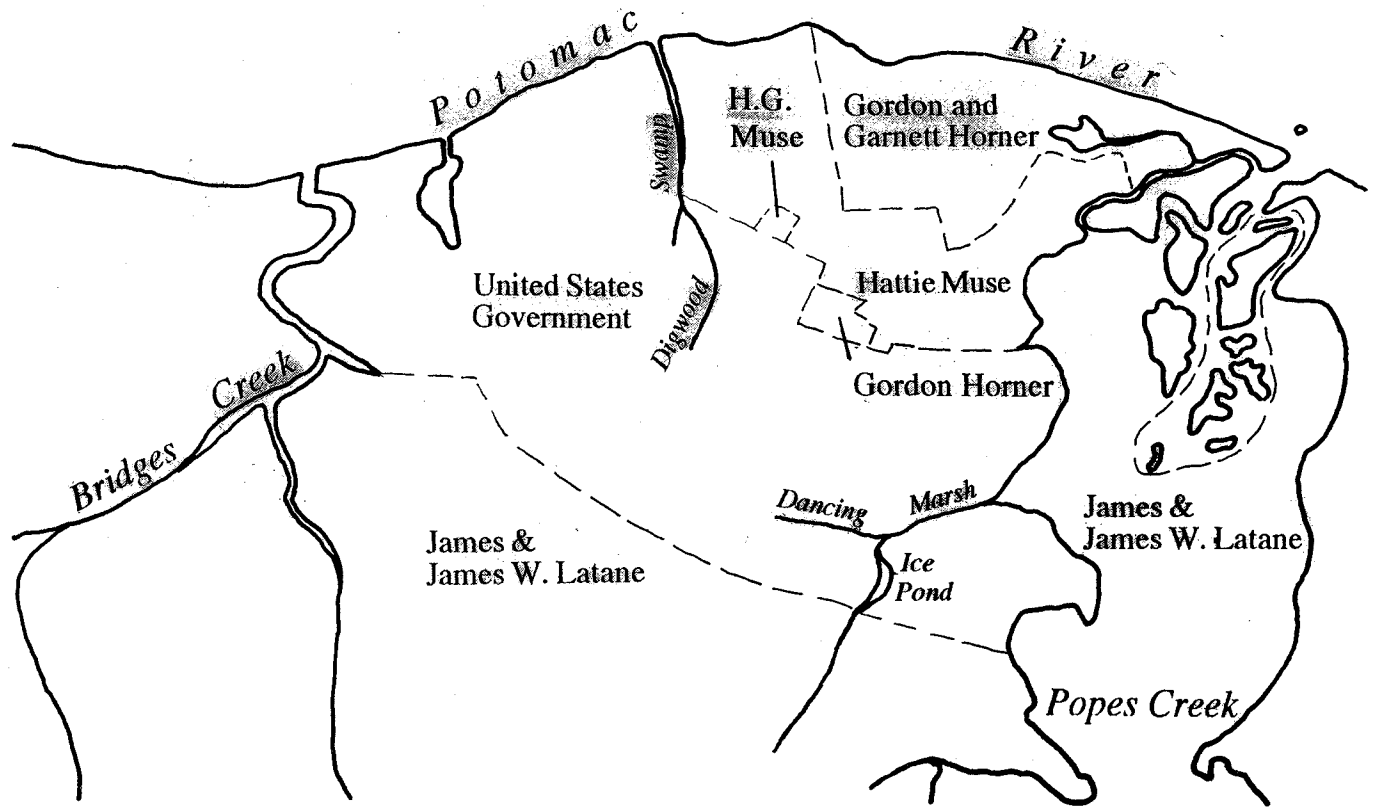 Potomac
River
H.G.
Muse
Gordon and
Garnett Horner
Swamp
United States
Government
Digwood
Hattie Muse
Gordon Horner
Creek
Bridges
Dancing Marsh
James &
James W. Latane
James &
James W. Latane
Ice
Pond
Popes Creek